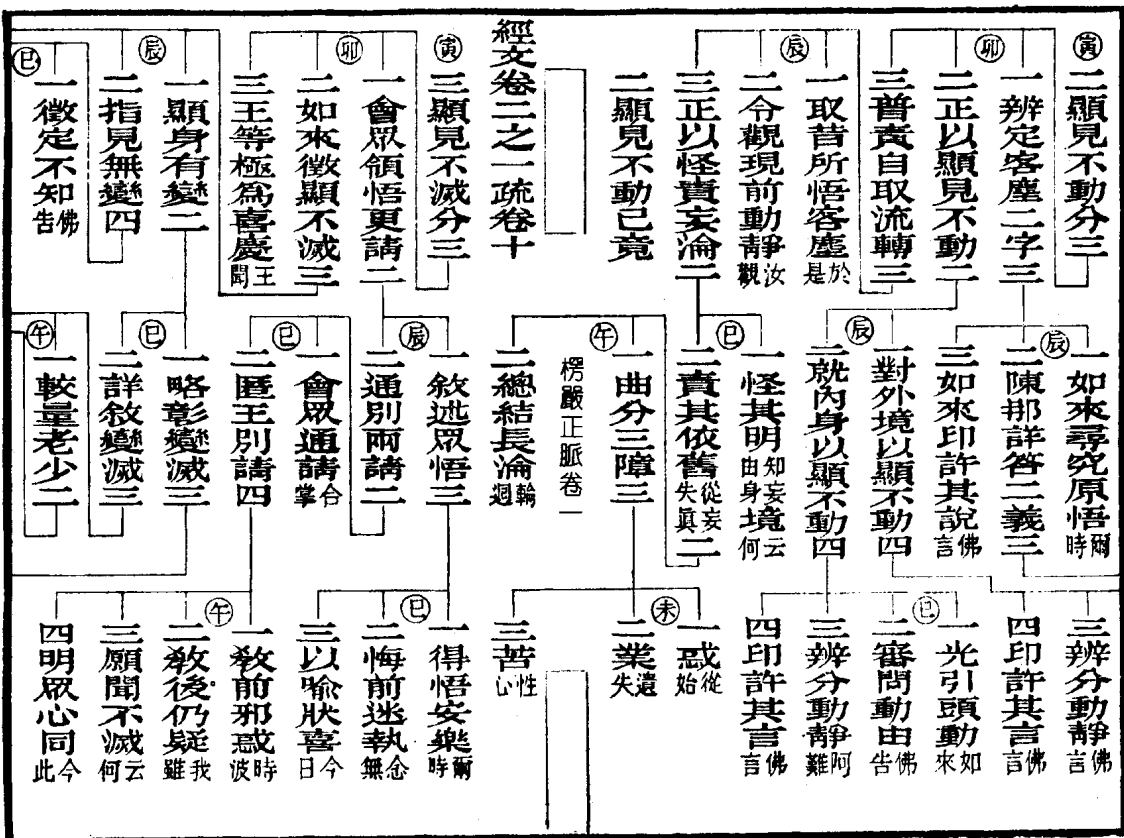 寅
二顯見不動分三
一辨定客塵二字三
卯
二正以顯見不動二
三普責自取流轉三
一取昔所悟客塵於是
辰
二令觀現前動靜汝觀
三正以怪責妄淪二
二顯見不動已竟
經文卷二之一疏卷十
寅
三顯見不滅分三
一會眾領悟更請二
卯
二如來徵顯不滅三
三王等極為喜慶王聞
一顯身有變二
辰
二指見無變四
巳
一徵定不知佛告
一如來尋究原悟爾時
辰
二陳那詳答二義三
三如來印許其說佛言
一對外境以顯不動四
辰
二就內身以顯不動四
一怪其明知妄境由身云何
巳
二責其依舊從妄失真二
午
一曲分三障三
楞嚴正脈卷一
二總結長淪輪迴
一敘述眾悟三
辰
二通別兩請二
一會眾通請合掌
巳
二匿王別請四
一略彰變滅三
巳
二詳敘變滅三
午
一較量老少二
三辨分動靜佛言
四印許其言佛言
一光引頭動如來
巳
二審問動由佛告
三辨分動靜阿難
四印許其言佛言
一惑從始
未
二業遺失
三苦性心
一得悟安樂爾時
巳
二悔前迷執念無
三以喻狀喜今日
一教前邪惑時彼
午
二教後仍疑我雖
三願聞不滅云何
四明眾心同今此